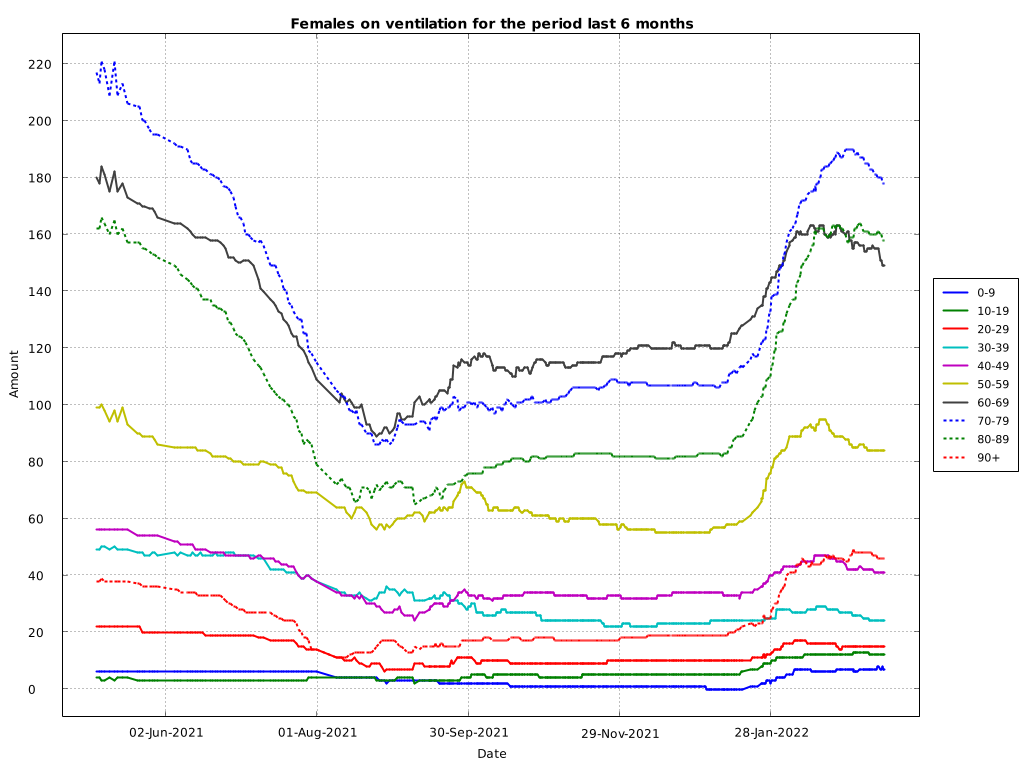 Females on ventilation for the period last 6 months
Amount
220
200
180
160
140
120
100
80
60
40
20
0
02-Jun-2021
01-Aug-2021
30-Sep-2021
29-Nov-2021
28-Jan-2022
Date
0-9
10-19
20-29
30-39
40-49
50-59
60-69
70-79
80-89
90+